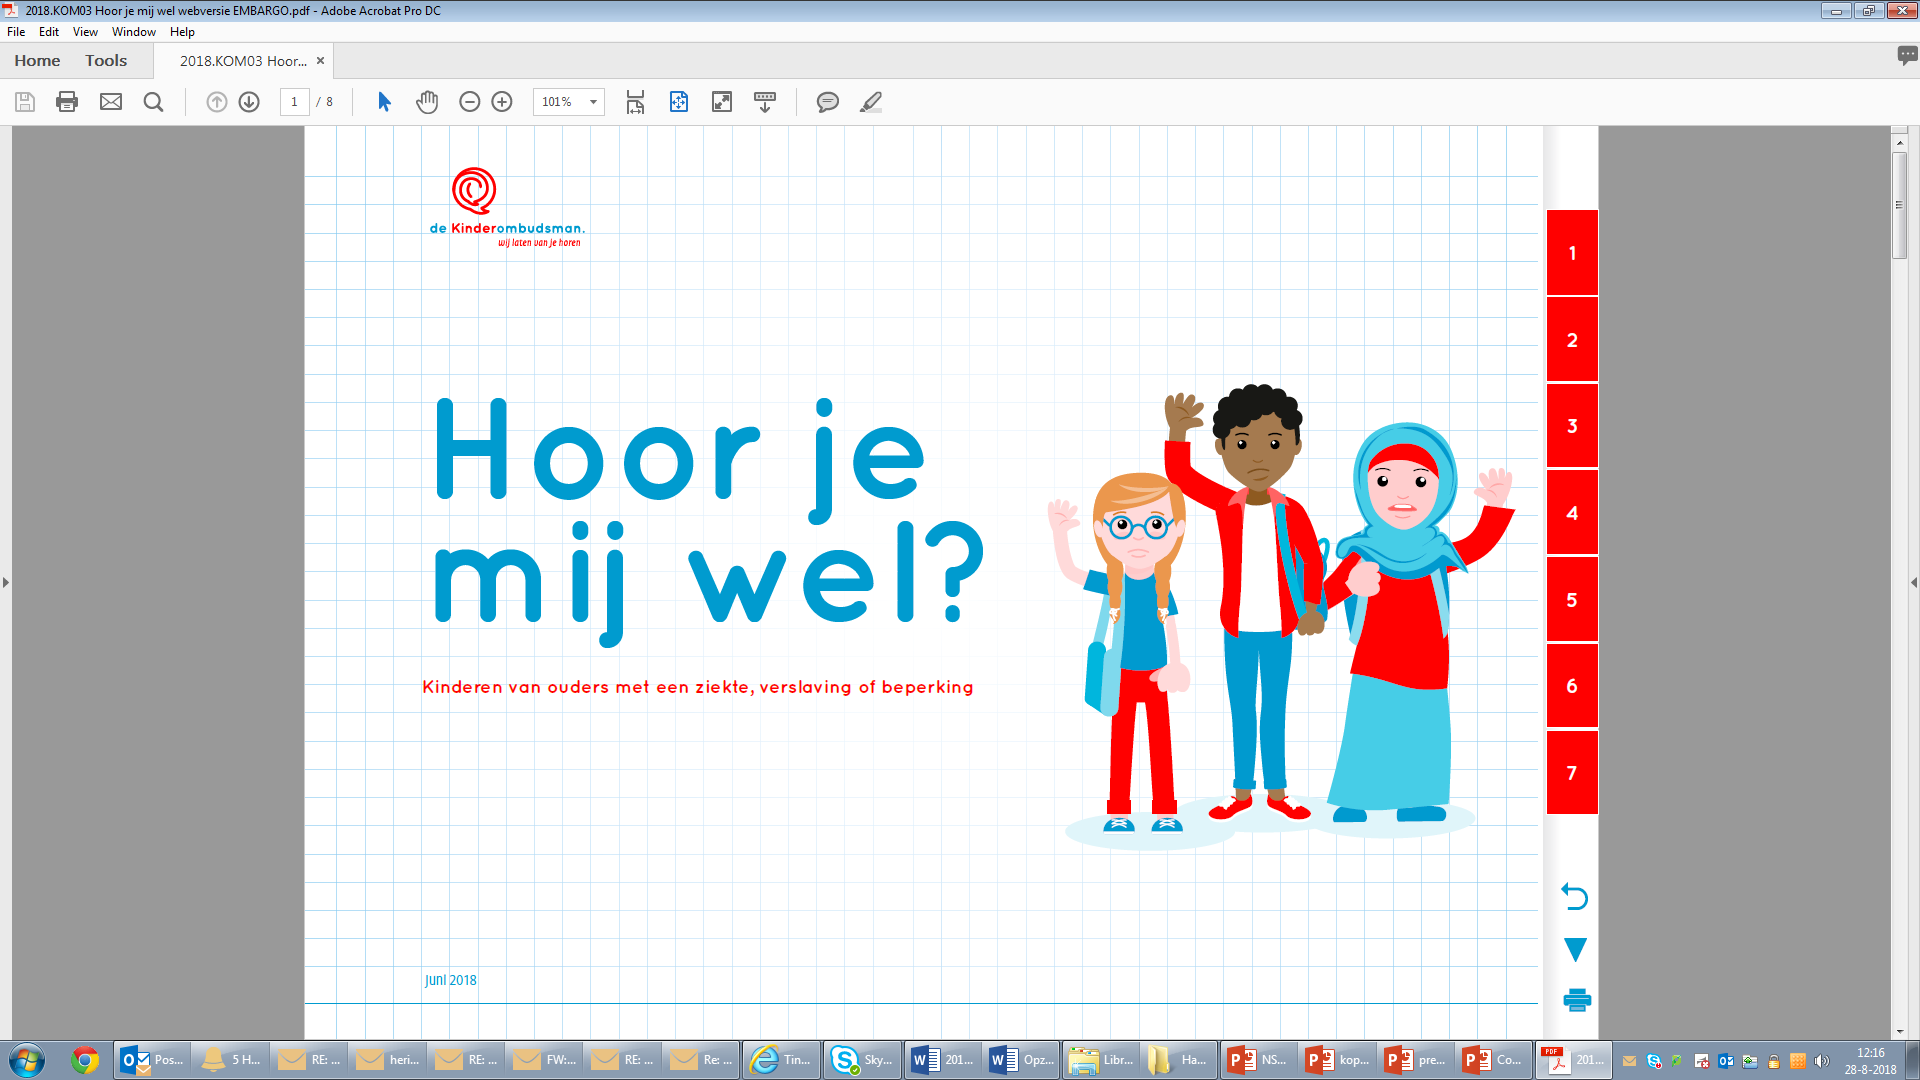 2018.KOM03 Hoor je mij wel webversie EMBARGO.pdf - Adobe Acrobat Pro DC
File Edit View Window Help
Home Tools 2018.KOM03 Hoor... ×
1 / 8 101%
de Kinderombudsman.
wij laten van je horen
Hoor je
mij wel?
Kinderen van ouders met een ziekte, verslaving of beperking
Juni 2018
1
2
3
4
5
6
7
Pos... 5 H... RE: ... heri... RE: ... FW:... RE: ... Re: ... Tin... Sky... 201... Opz... Libr... Ha... NS... kop... pre... Co... PDF 201... 12:16
28-8-2018